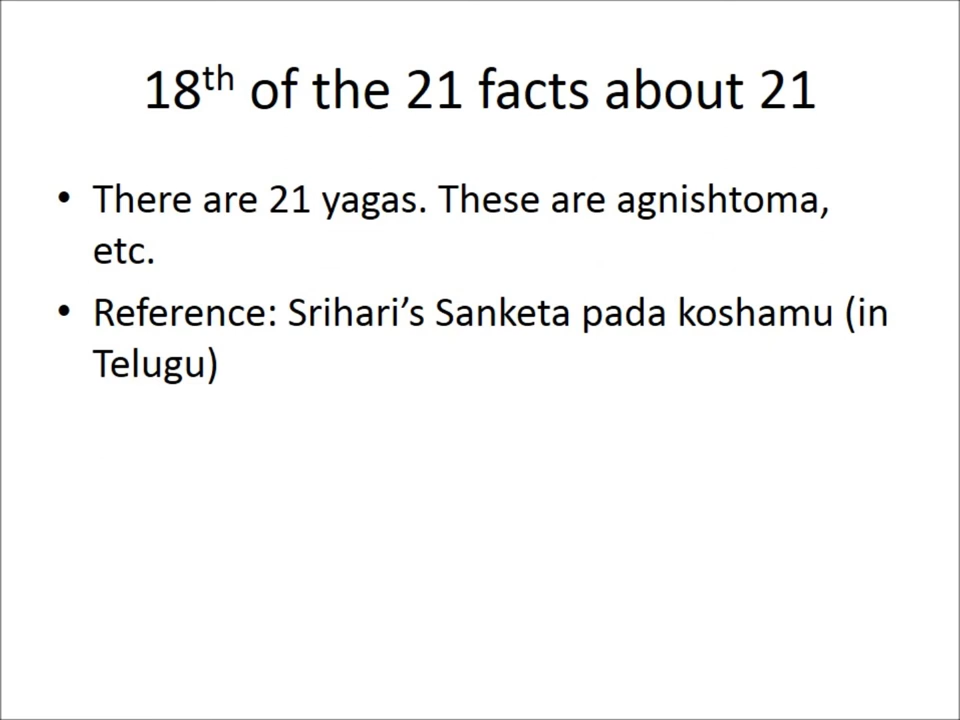 18th of the 21 facts about 21
• There are 21 yagas. These are agnishtoma,
etc.
• Reference: Srihari’s Sanketa pada koshamu (in
Telugu)